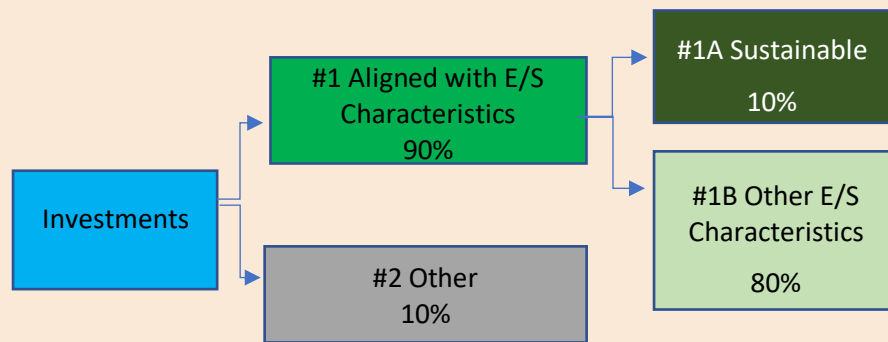 #1 Aligned with E/S
Characteristics
90%
#1A Sustainable
10%
Investments
#1B Other E/S
Characteristics
80%
#2 Other
10%